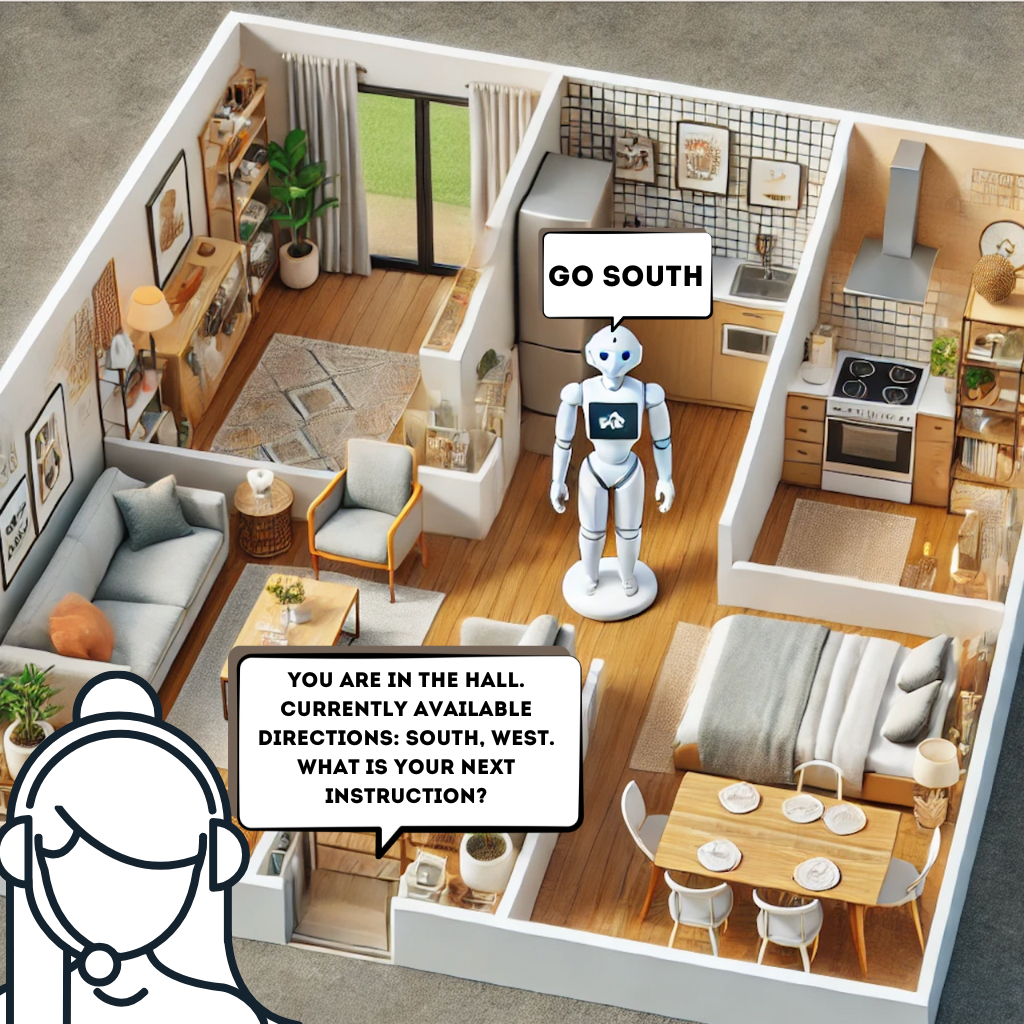 GO SOUTH
YOU ARE IN THE HALL.
CURRENTLY AVAILABLE
DIRECTIONS: SOUTH, WEST.
WHAT IS YOUR NEXT
INSTRUCTION?